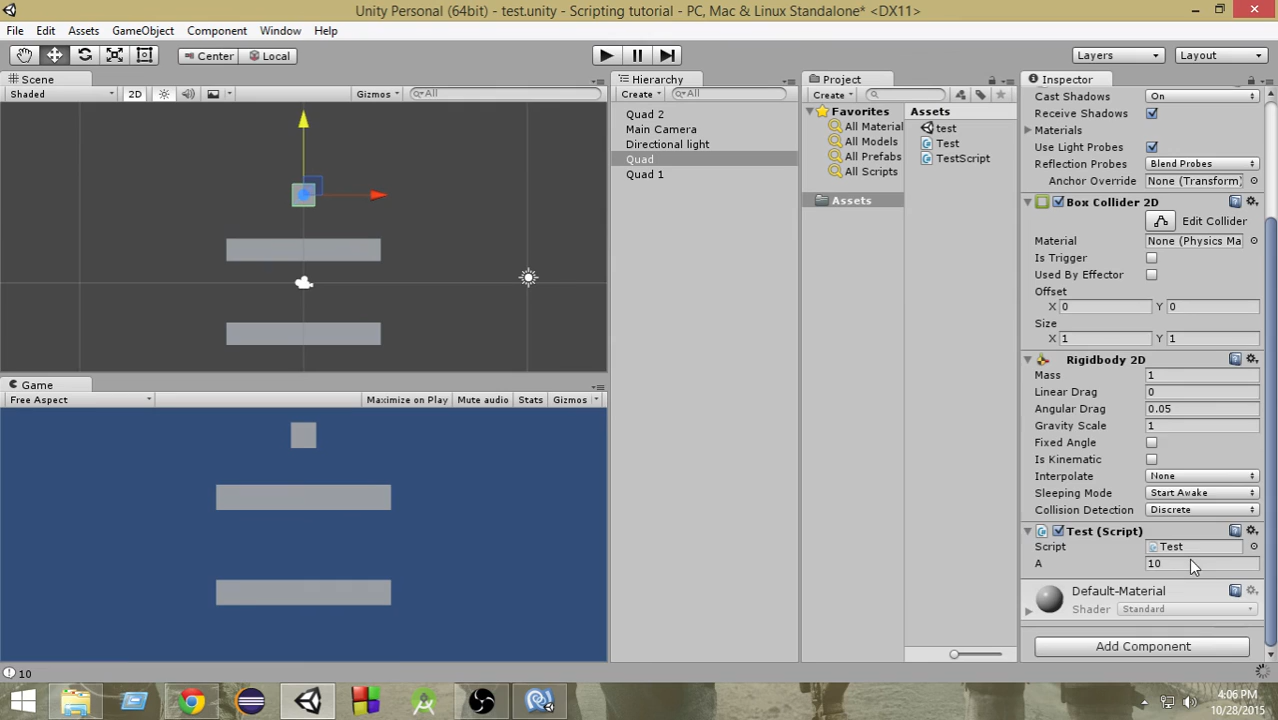 Unity Personal (64bit) - test.unity - Scripting tutorial - PC, Mac & Linux Standalone* <DX11>
File Edit Assets GameObject Component Window Help
Center Local Layers Layout
Scene
Shaded 2D Gizmos All
Game
Free Aspect Maximize on Play Mute audio Stats Gizmos
Hierarchy
Create All
Quad 2
Main Camera
Directional light
Quad
Quad 1
Project
Create
Favorites
All Material
All Models
All Prefabs
All Scripts
Assets
Assets
test
Test
TestScript
Inspector
Cast Shadows On
Receive Shadows
Materials
Use Light Probes
Reflection Probes Blend Probes
Anchor Override None (Transform)
Box Collider 2D
Edit Collider
Material None (Physics Ma
Is Trigger
Used By Effector
Offset
X 0 Y 0
Size
X 1 Y 1
Rigidbody 2D
Mass 1
Linear Drag 0
Angular Drag 0.05
Gravity Scale 1
Fixed Angle
Is Kinematic
Interpolate None
Sleeping Mode Start Awake
Collision Detection Discrete
Test (Script)
Script Test
A 10
Default-Material
Shader Standard
Add Component
10
4:06 PM
10/28/2015